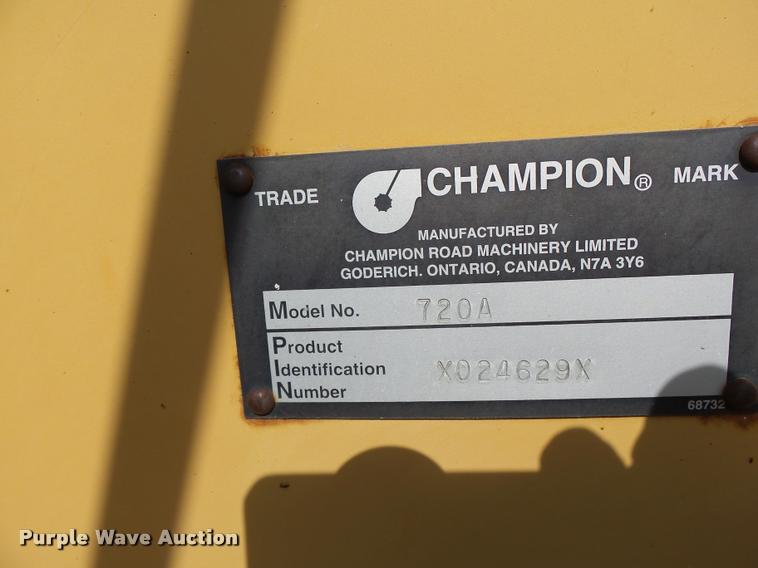 TRADE CHAMPION ® MARK
MANUFACTURED BY
CHAMPION ROAD MACHINERY LIMITED
GODERICH. ONTARIO, CANADA, N7A 3Y6
Model No. 720A
Product
Identification X024629X
Number
68732
Purple Wave Auction